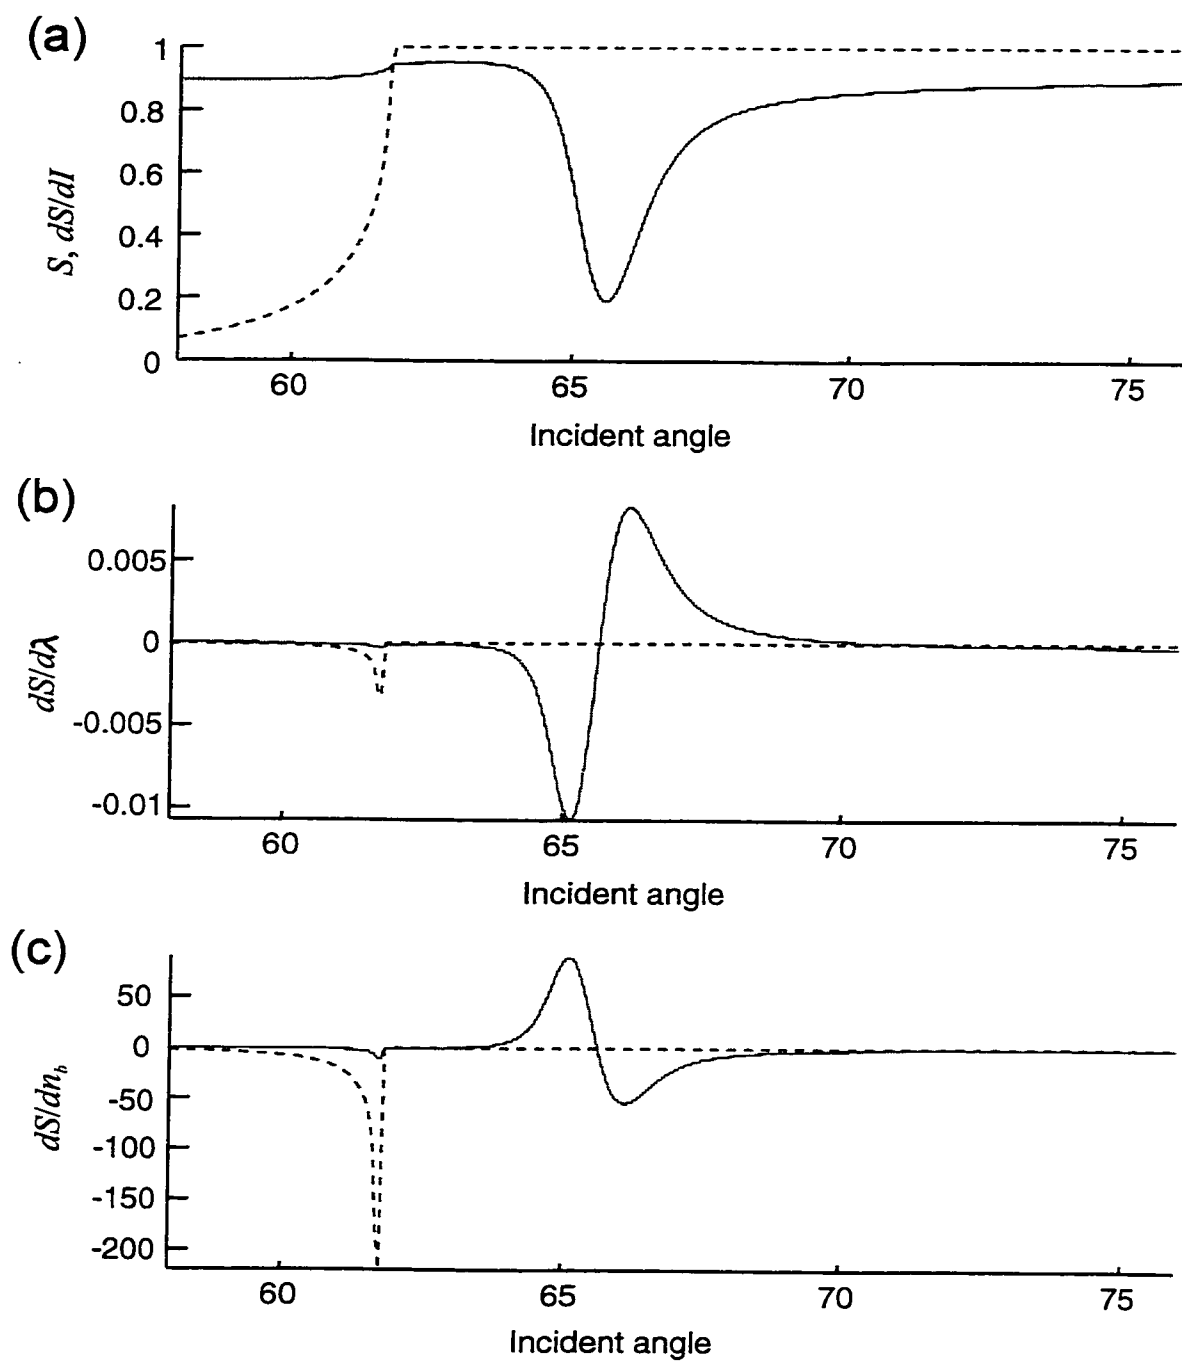 (a)
S, dS/dI
1
0.8
0.6
0.4
0.2
0
60 65 70 75
Incident angle
(b)
dS/dλ
0.005
0
-0.005
-0.01
60 65 70 75
Incident angle
(c)
dS/dn_b
50
0
-50
-100
-150
-200
60 65 70 75
Incident angle